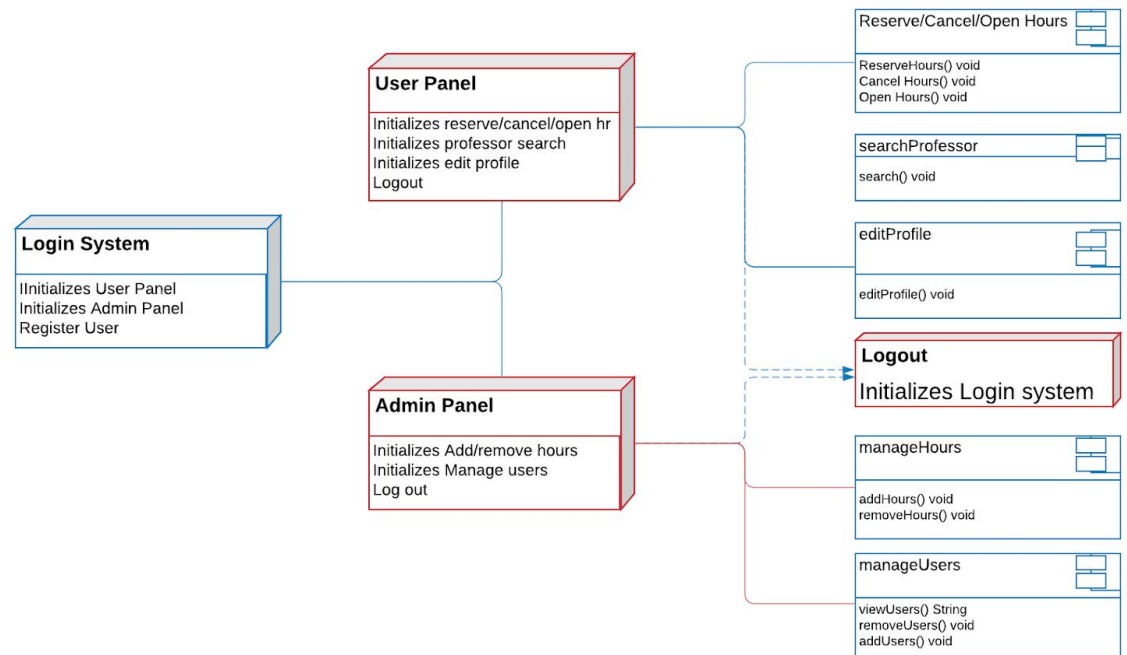 Login System
IInitializes User Panel
Initializes Admin Panel
Register User
User Panel
Initializes reserve/cancel/open hr
Initializes professor search
Initializes edit profile
Logout
Admin Panel
Initializes Add/remove hours
Initializes Manage users
Log out
Reserve/Cancel/Open Hours
ReserveHours() void
Cancel Hours() void
Open Hours() void
searchProfessor
search() void
editProfile
editProfile() void
Logout
Initializes Login system
manageHours
addHours() void
removeHours() void
manageUsers
viewUsers() String
removeUsers() void
addUsers() void